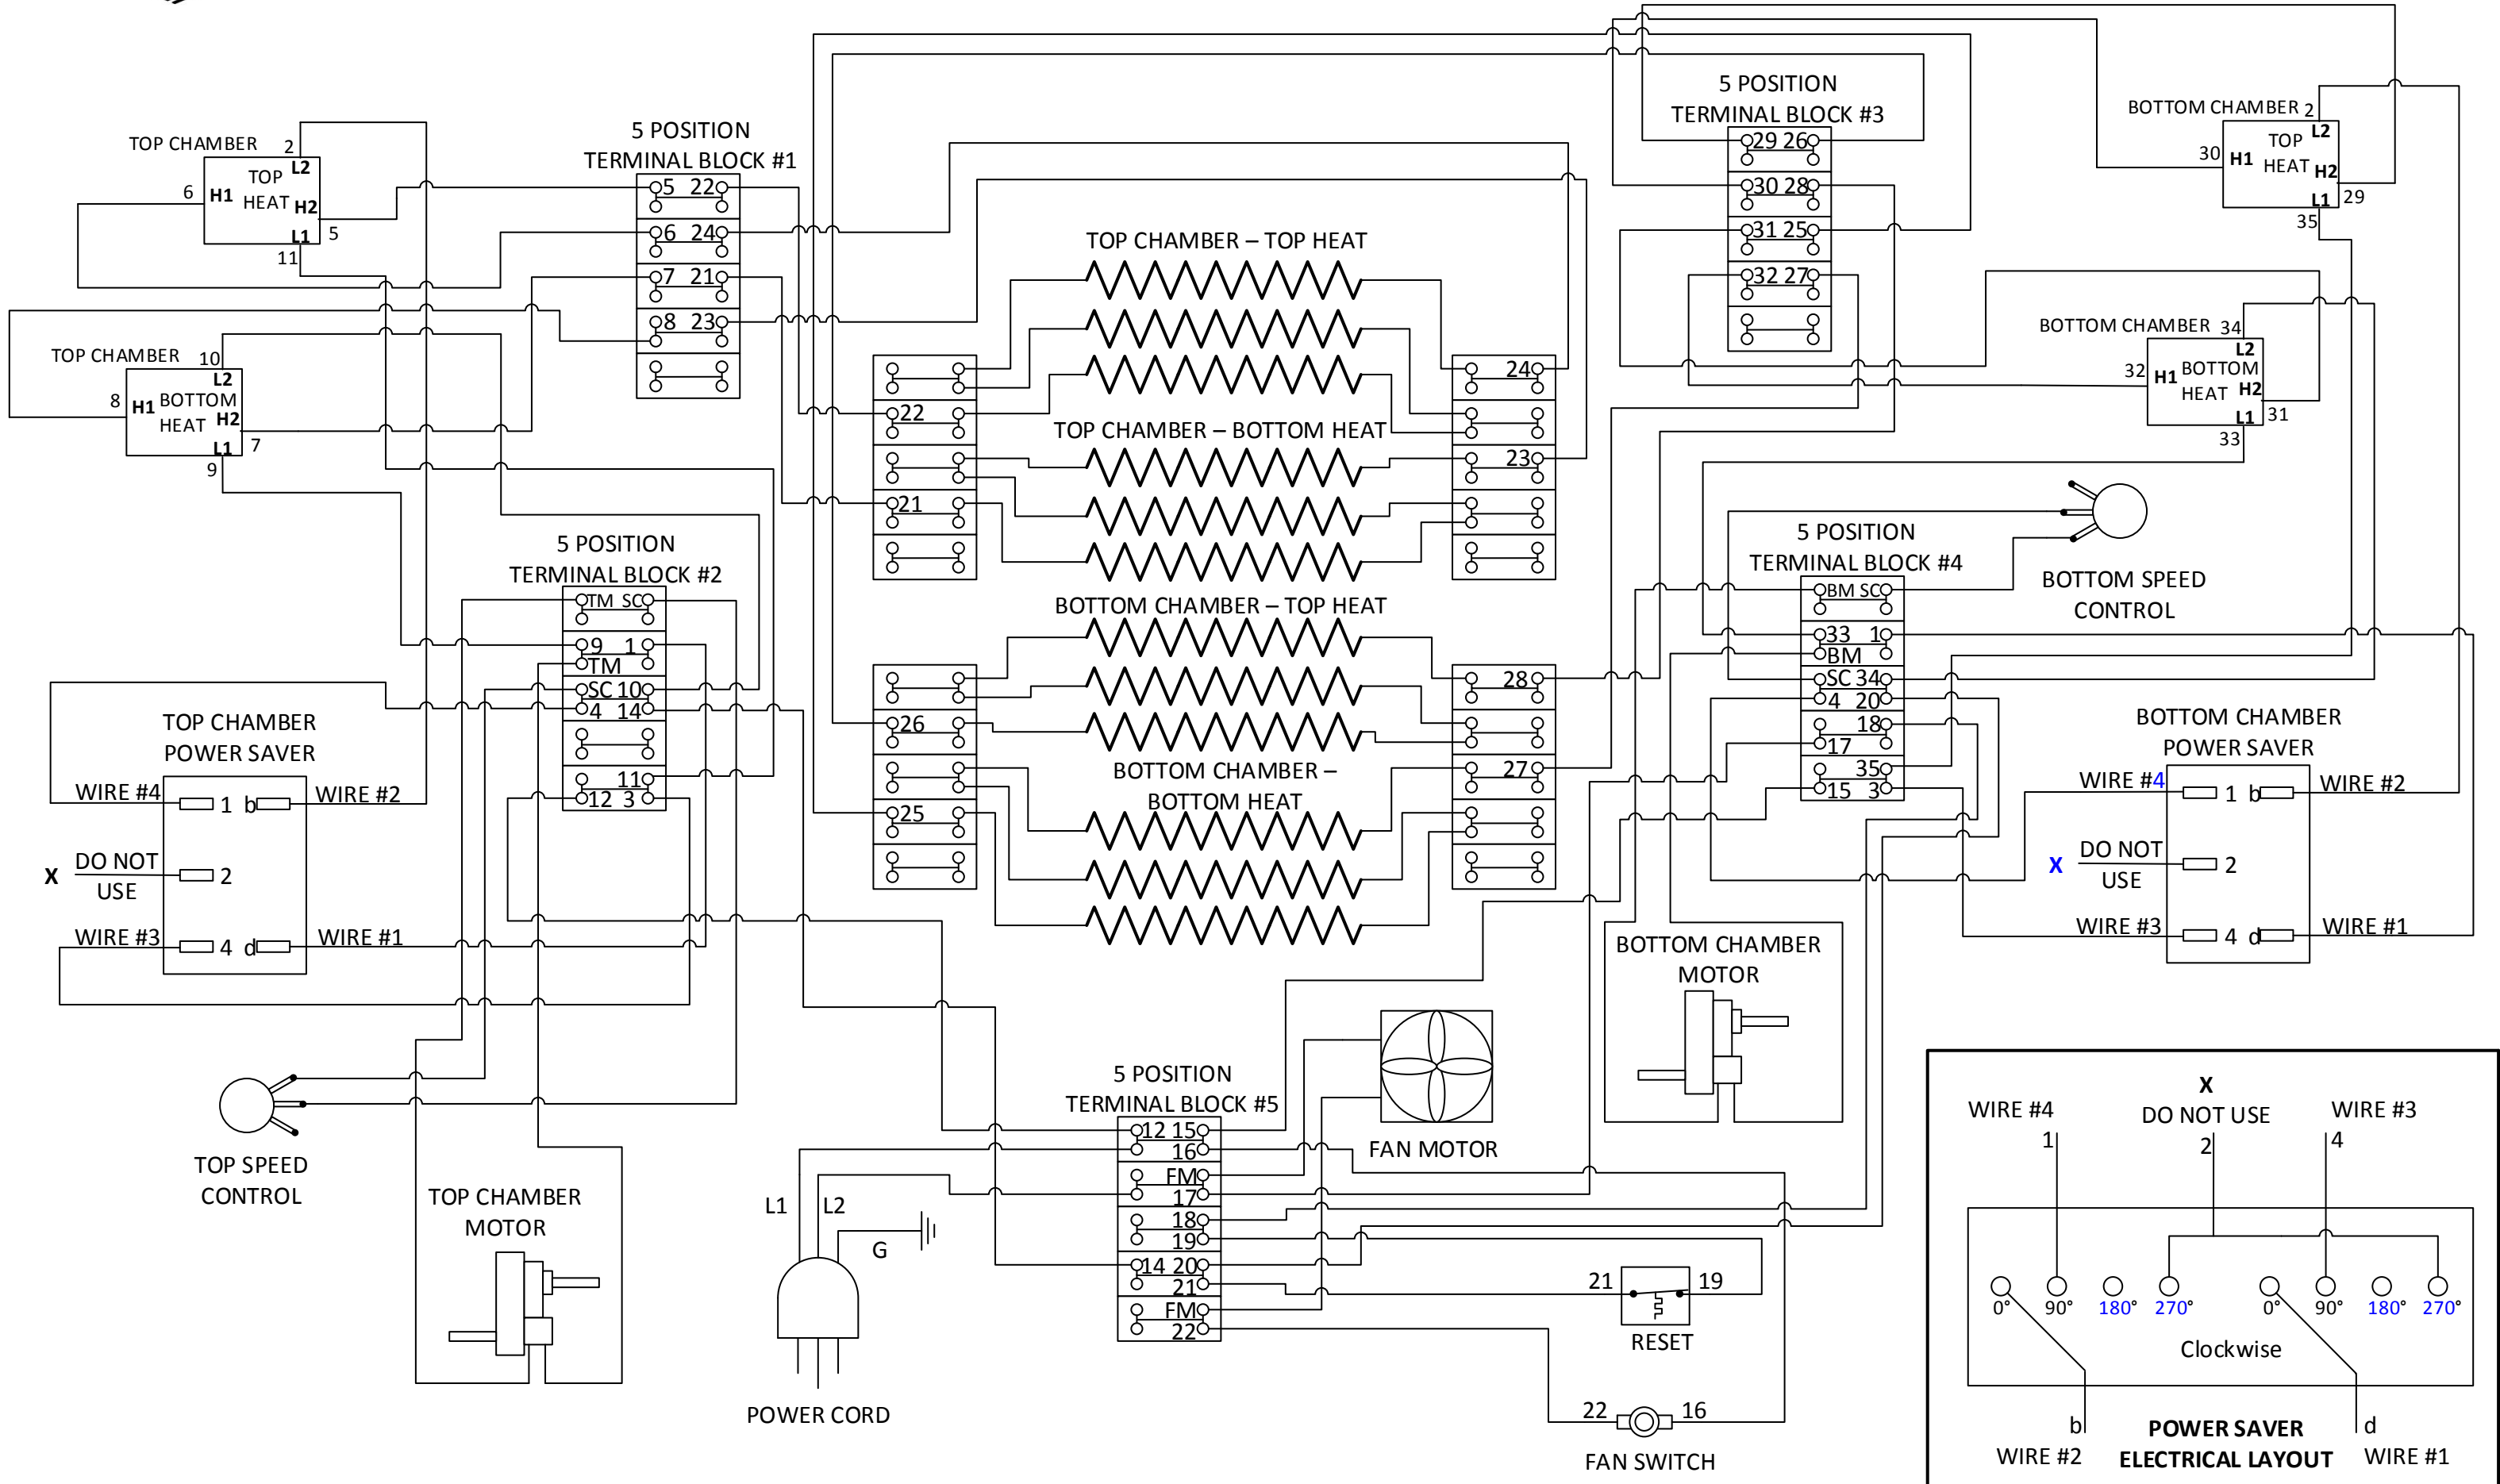 TOP CHAMBER
2
L2
TOP
HEAT
6
H1
H2
5
L1
11
TOP CHAMBER
10
L2
8
H1
BOTTOM
HEAT
H2
7
L1
9
5 POSITION
TERMINAL BLOCK #1
5 22
6 24
7 21
8 23
5 POSITION
TERMINAL BLOCK #2
TM SC
9 1
TM
SC 10
4 14
11
12 3
TOP CHAMBER
POWER SAVER
WIRE #4
1 b
WIRE #2
X
DO NOT
USE
2
WIRE #3
4 d
WIRE #1
TOP SPEED
CONTROL
TOP CHAMBER
MOTOR
TOP CHAMBER – TOP HEAT
24
22
TOP CHAMBER – BOTTOM HEAT
23
21
BOTTOM CHAMBER – TOP HEAT
28
26
BOTTOM CHAMBER –
BOTTOM HEAT
27
25
5 POSITION
TERMINAL BLOCK #3
29 26
30 28
31 25
32 27
BOTTOM CHAMBER
2
L2
30
H1
TOP
HEAT
H2
L1
29
35
BOTTOM CHAMBER
34
L2
32
H1
BOTTOM
HEAT
H2
L1
31
33
BOTTOM SPEED
CONTROL
5 POSITION
TERMINAL BLOCK #4
BM SC
33 1
BM
SC 34
4 20
18
17
35
15 3
BOTTOM CHAMBER
POWER SAVER
WIRE #4
1 b
WIRE #2
X
DO NOT
USE
2
WIRE #3
4 d
WIRE #1
BOTTOM CHAMBER
MOTOR
FAN MOTOR
5 POSITION
TERMINAL BLOCK #5
12 15
16
FM
17
18
19
14 20
21
FM
22
L1
L2
G
POWER CORD
21
19
RESET
22
16
FAN SWITCH
X
WIRE #4
DO NOT USE
WIRE #3
1
2
4
0° 90° 180° 270° 0° 90° 180° 270°
Clockwise
b
d
WIRE #2
POWER SAVER
ELECTRICAL LAYOUT
WIRE #1